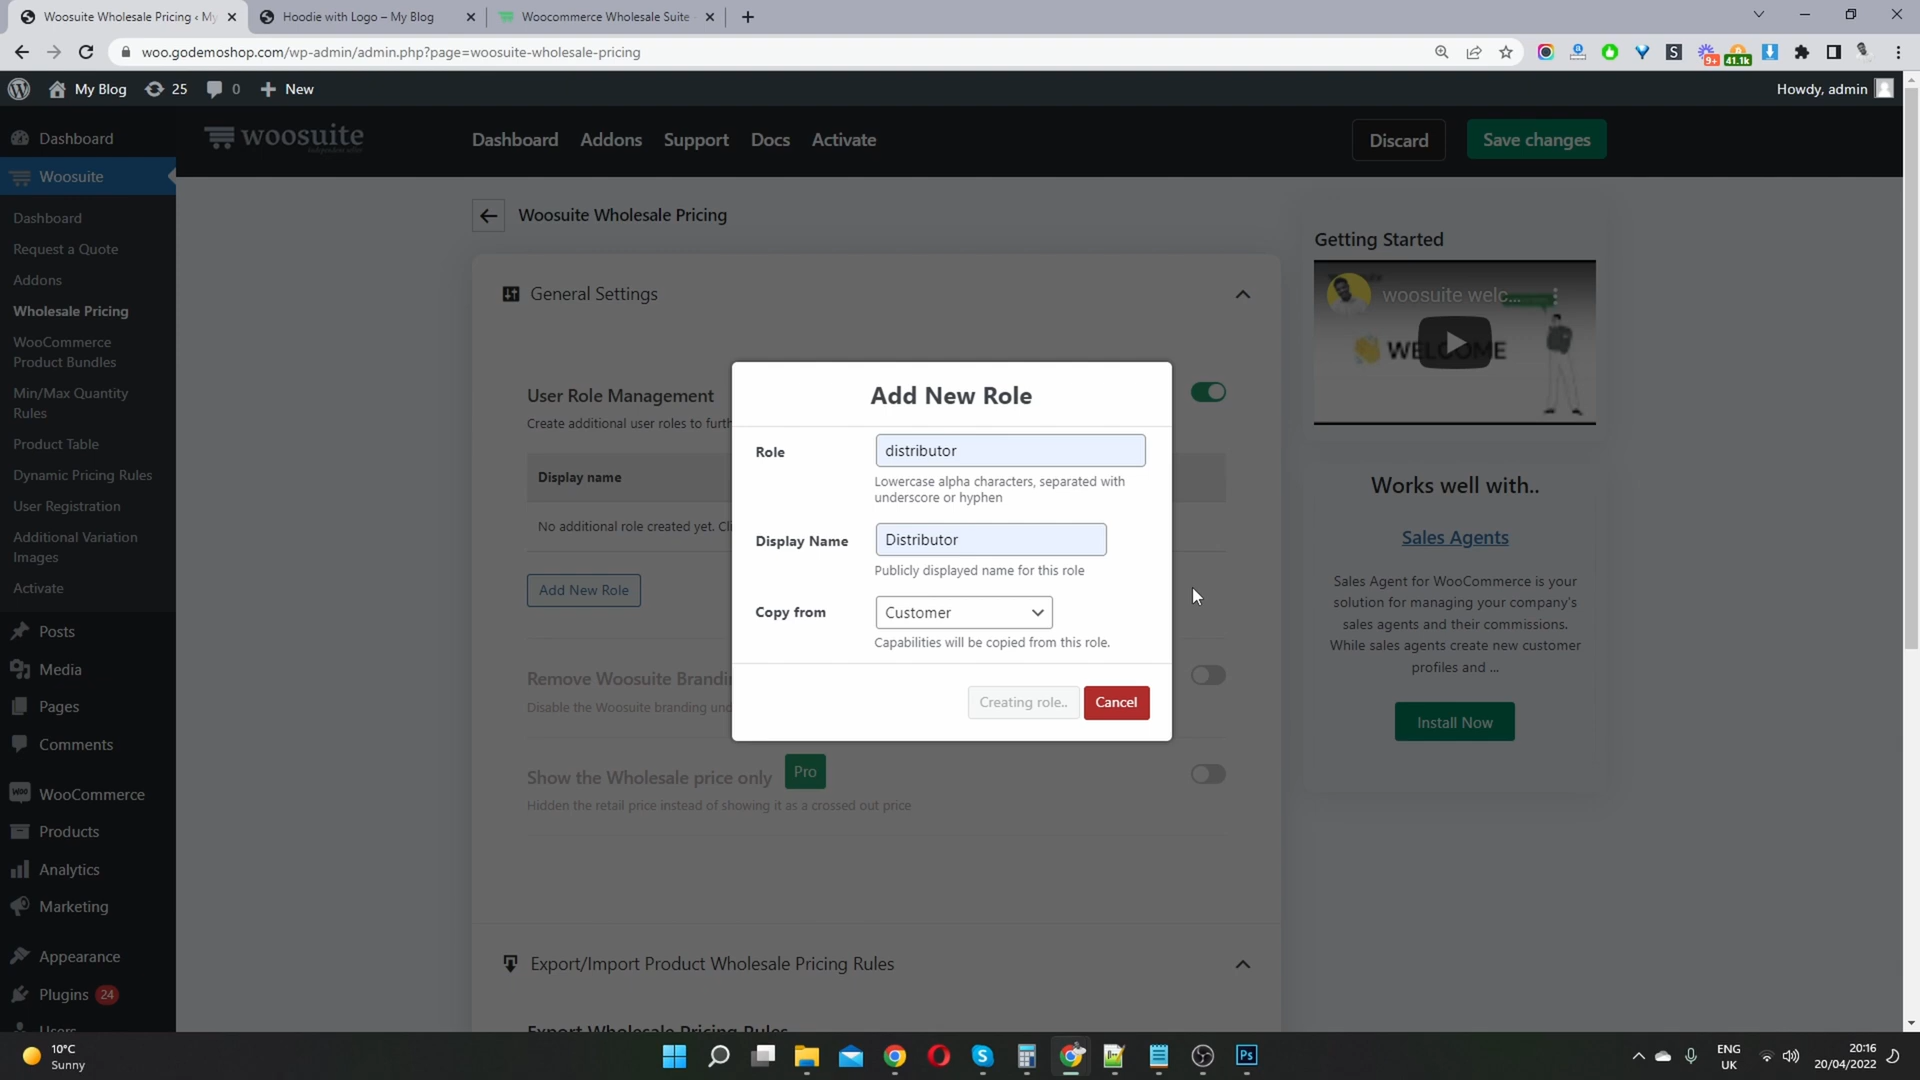 Woosuite Wholesale Pricing ‹ My
Hoodie with Logo – My Blog
Woocommerce Wholesale Suite
woo.godemoshop.com/wp-admin/admin.php?page=woosuite-wholesale-pricing
S
9+
41.1k
My Blog
25
0
New
Howdy, admin
Dashboard
Woosuite
Dashboard
Request a Quote
Addons
Wholesale Pricing
WooCommerce
Product Bundles
Min/Max Quantity
Rules
Product Table
Dynamic Pricing Rules
User Registration
Additional Variation
Images
Activate
Posts
Media
Pages
Comments
WooCommerce
Products
Analytics
Marketing
Appearance
Plugins 24
Users
woosuite
Dashboard
Addons
Support
Docs
Activate
Discard
Save changes
Woosuite Wholesale Pricing
General Settings
User Role Management
Create additional user roles to furth
Display name
No additional role created yet. Cli
Add New Role
Remove Woosuite Brandi
Disable the Woosuite branding und
Show the Wholesale price only
Pro
Hidden the retail price instead of showing it as a crossed out price
Export/Import Product Wholesale Pricing Rules
Export Wholesale Pricing Rules
Add New Role
Role
distributor
Lowercase alpha characters, separated with
underscore or hyphen
Display Name
Distributor
Publicly displayed name for this role
Copy from
Customer
Capabilities will be copied from this role.
Creating role..
Cancel
Getting Started
woosuite welc...
WELCOME
Works well with..
Sales Agents
Sales Agent for WooCommerce is your
solution for managing your company's
sales agents and their commissions.
While sales agents create new customer
profiles and ...
Install Now
10°C
Sunny
Ps
ENG
UK
20:16
20/04/2022